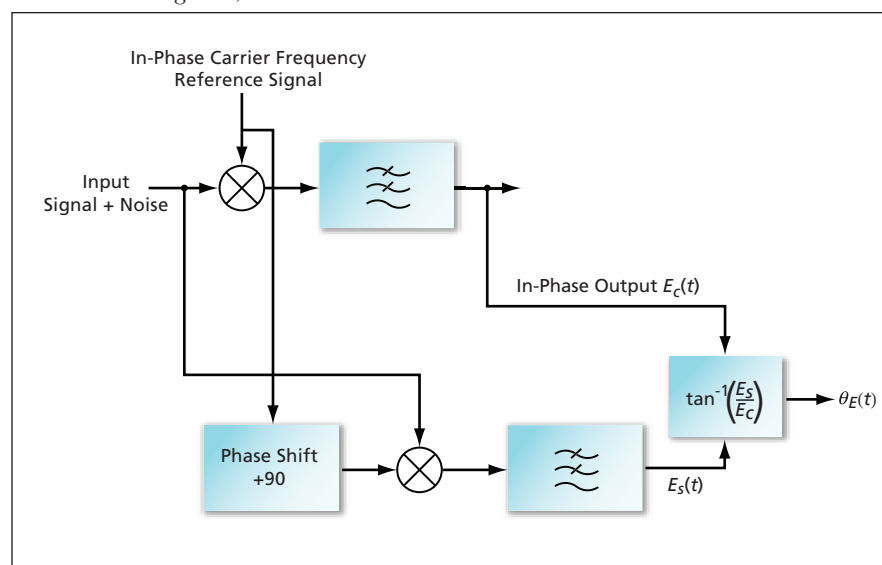 In-Phase Carrier Frequency
Reference Signal
Input
Signal + Noise
In-Phase Output E_C(t)
tan⁻¹(E_S/E_C)
θ_E(t)
Phase Shift
+90
E_S(t)